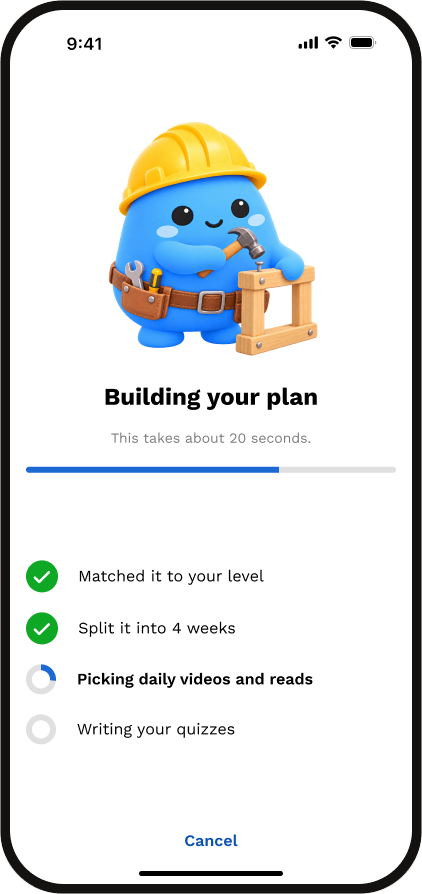 9:41
Building your plan
This takes about 20 seconds.
Matched it to your level
Split it into 4 weeks
Picking daily videos and reads
Writing your quizzes
Cancel